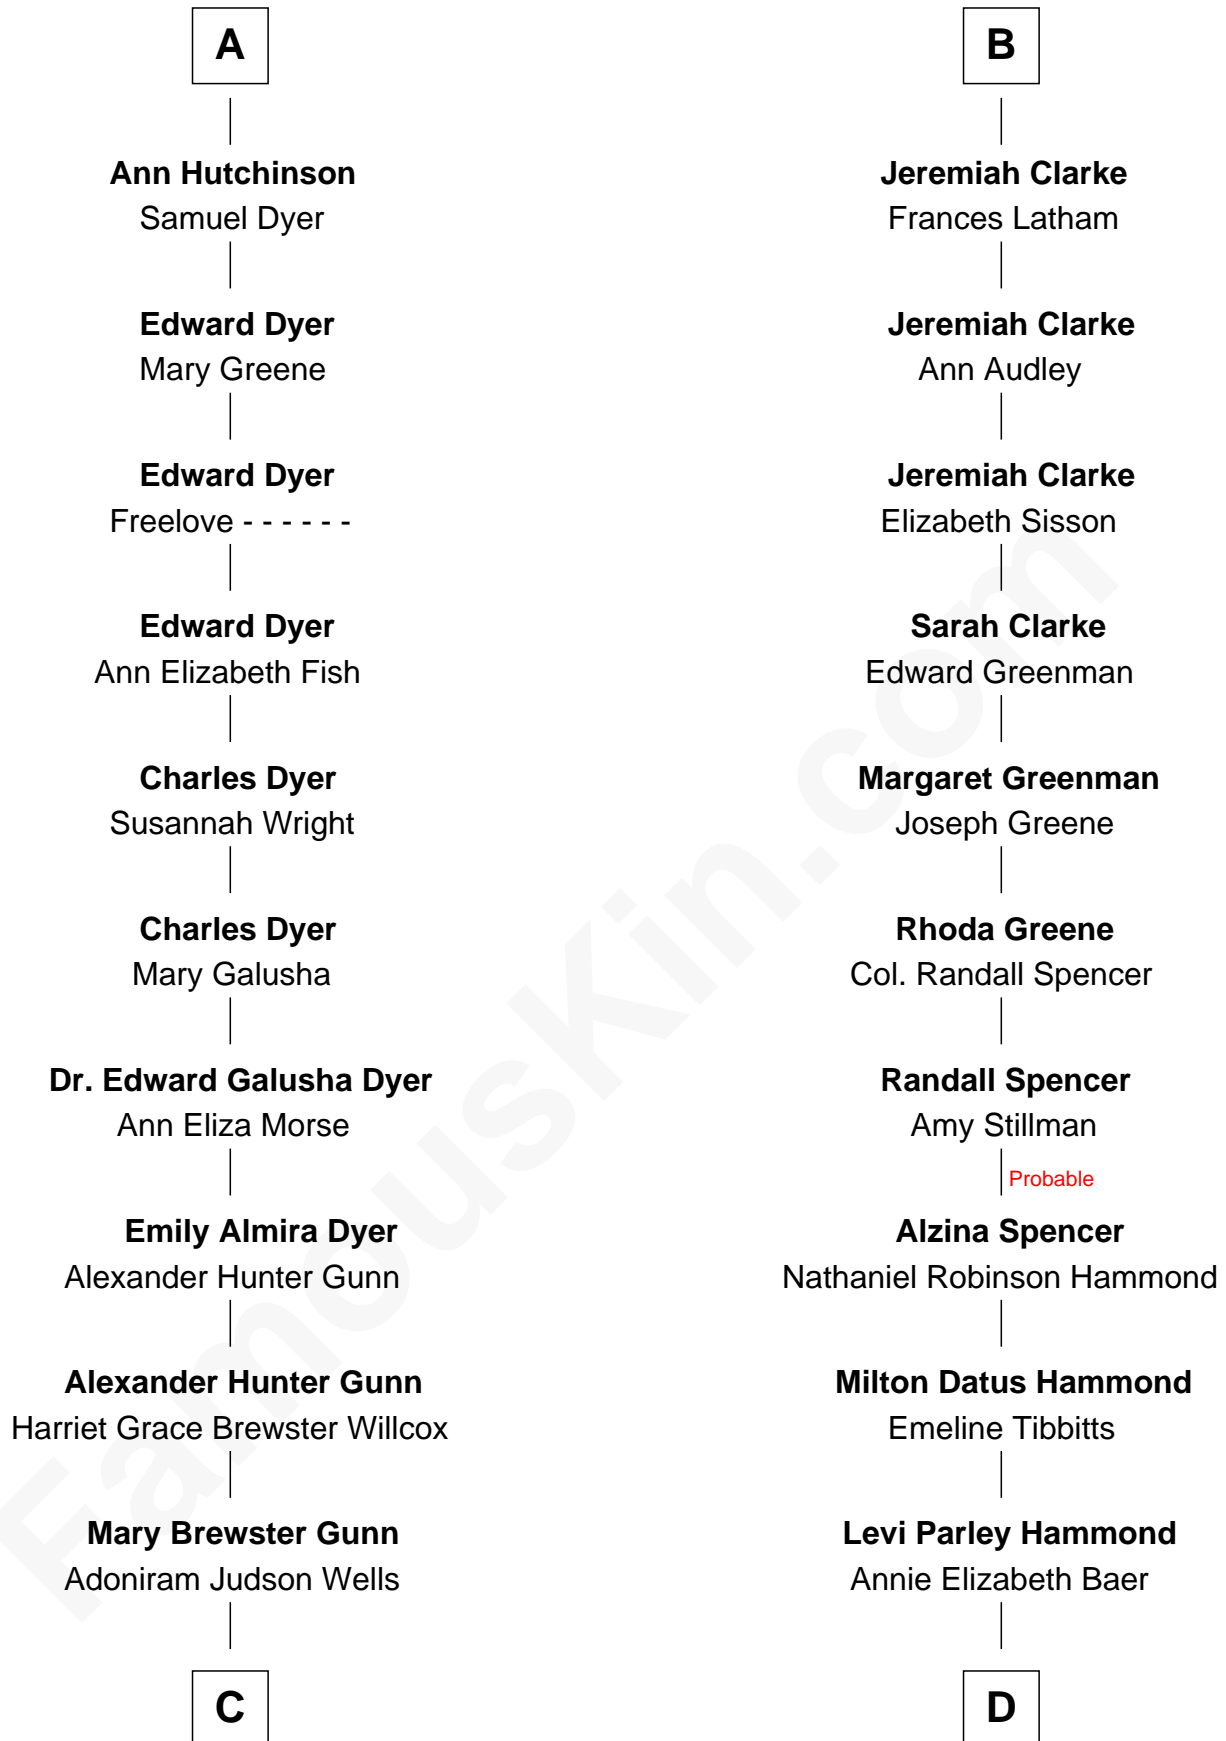 A
Ann Hutchinson
Samuel Dyer
Edward Dyer
Mary Greene
Edward Dyer
Freelove - - - - - -
Edward Dyer
Ann Elizabeth Fish
Charles Dyer
Susannah Wright
Charles Dyer
Mary Galusha
Dr. Edward Galusha Dyer
Ann Eliza Morse
Emily Almira Dyer
Alexander Hunter Gunn
Alexander Hunter Gunn
Harriet Grace Brewster Willcox
Mary Brewster Gunn
Adoniram Judson Wells
C
B
Jeremiah Clarke
Frances Latham
Jeremiah Clarke
Ann Audley
Jeremiah Clarke
Elizabeth Sisson
Sarah Clarke
Edward Greenman
Margaret Greenman
Joseph Greene
Rhoda Greene
Col. Randall Spencer
Randall Spencer
Amy Stillman
Probable
Alzina Spencer
Nathaniel Robinson Hammond
Milton Datus Hammond
Emeline Tibbitts
Levi Parley Hammond
Annie Elizabeth Baer
D
FamousKin.com